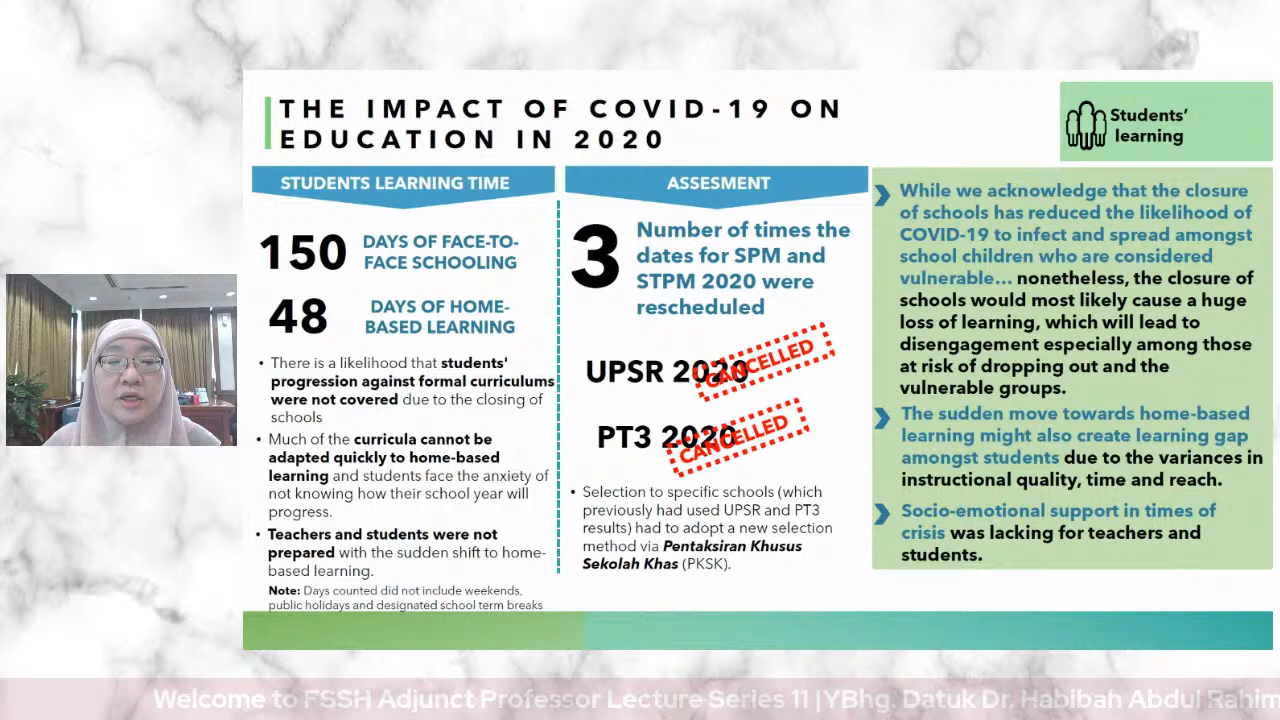 THE IMPACT OF COVID-19 ON
EDUCATION IN 2020
Students'
learning
STUDENTS LEARNING TIME
150
DAYS OF FACE-TO-
FACE SCHOOLING
48
DAYS OF HOME-
BASED LEARNING
• There is a likelihood that students'
progression against formal curriculums
were not covered due to the closing of
schools
• Much of the curricula cannot be
adapted quickly to home-based
learning and students face the anxiety of
not knowing how their school year will
progress.
• Teachers and students were not
prepared with the sudden shift to home-
based learning.
Note: Days counted did not include weekends,
public holidays and designated school term breaks
ASSESMENT
3
Number of times the
dates for SPM and
STPM 2020 were
rescheduled
UPSR 2020
CANCELLED
PT3 2020
CANCELLED
• Selection to specific schools (which
previously had used UPSR and PT3
results) had to adopt a new selection
method via Pentaksiran Khusus
Sekolah Khas (PKSK).
While we acknowledge that the closure
of schools has reduced the likelihood of
COVID-19 to infect and spread amongst
school children who are considered
vulnerable... nonetheless, the closure of
schools would most likely cause a huge
loss of learning, which will lead to
disengagement especially among those
at risk of dropping out and the
vulnerable groups.
The sudden move towards home-based
learning might also create learning gap
amongst students due to the variances in
instructional quality, time and reach.
Socio-emotional support in times of
crisis was lacking for teachers and
students.
Welcome to FSSH Adjunct Professor Lecture Series 11 |YBhg. Datuk Dr. Habibah Abdul Rahim